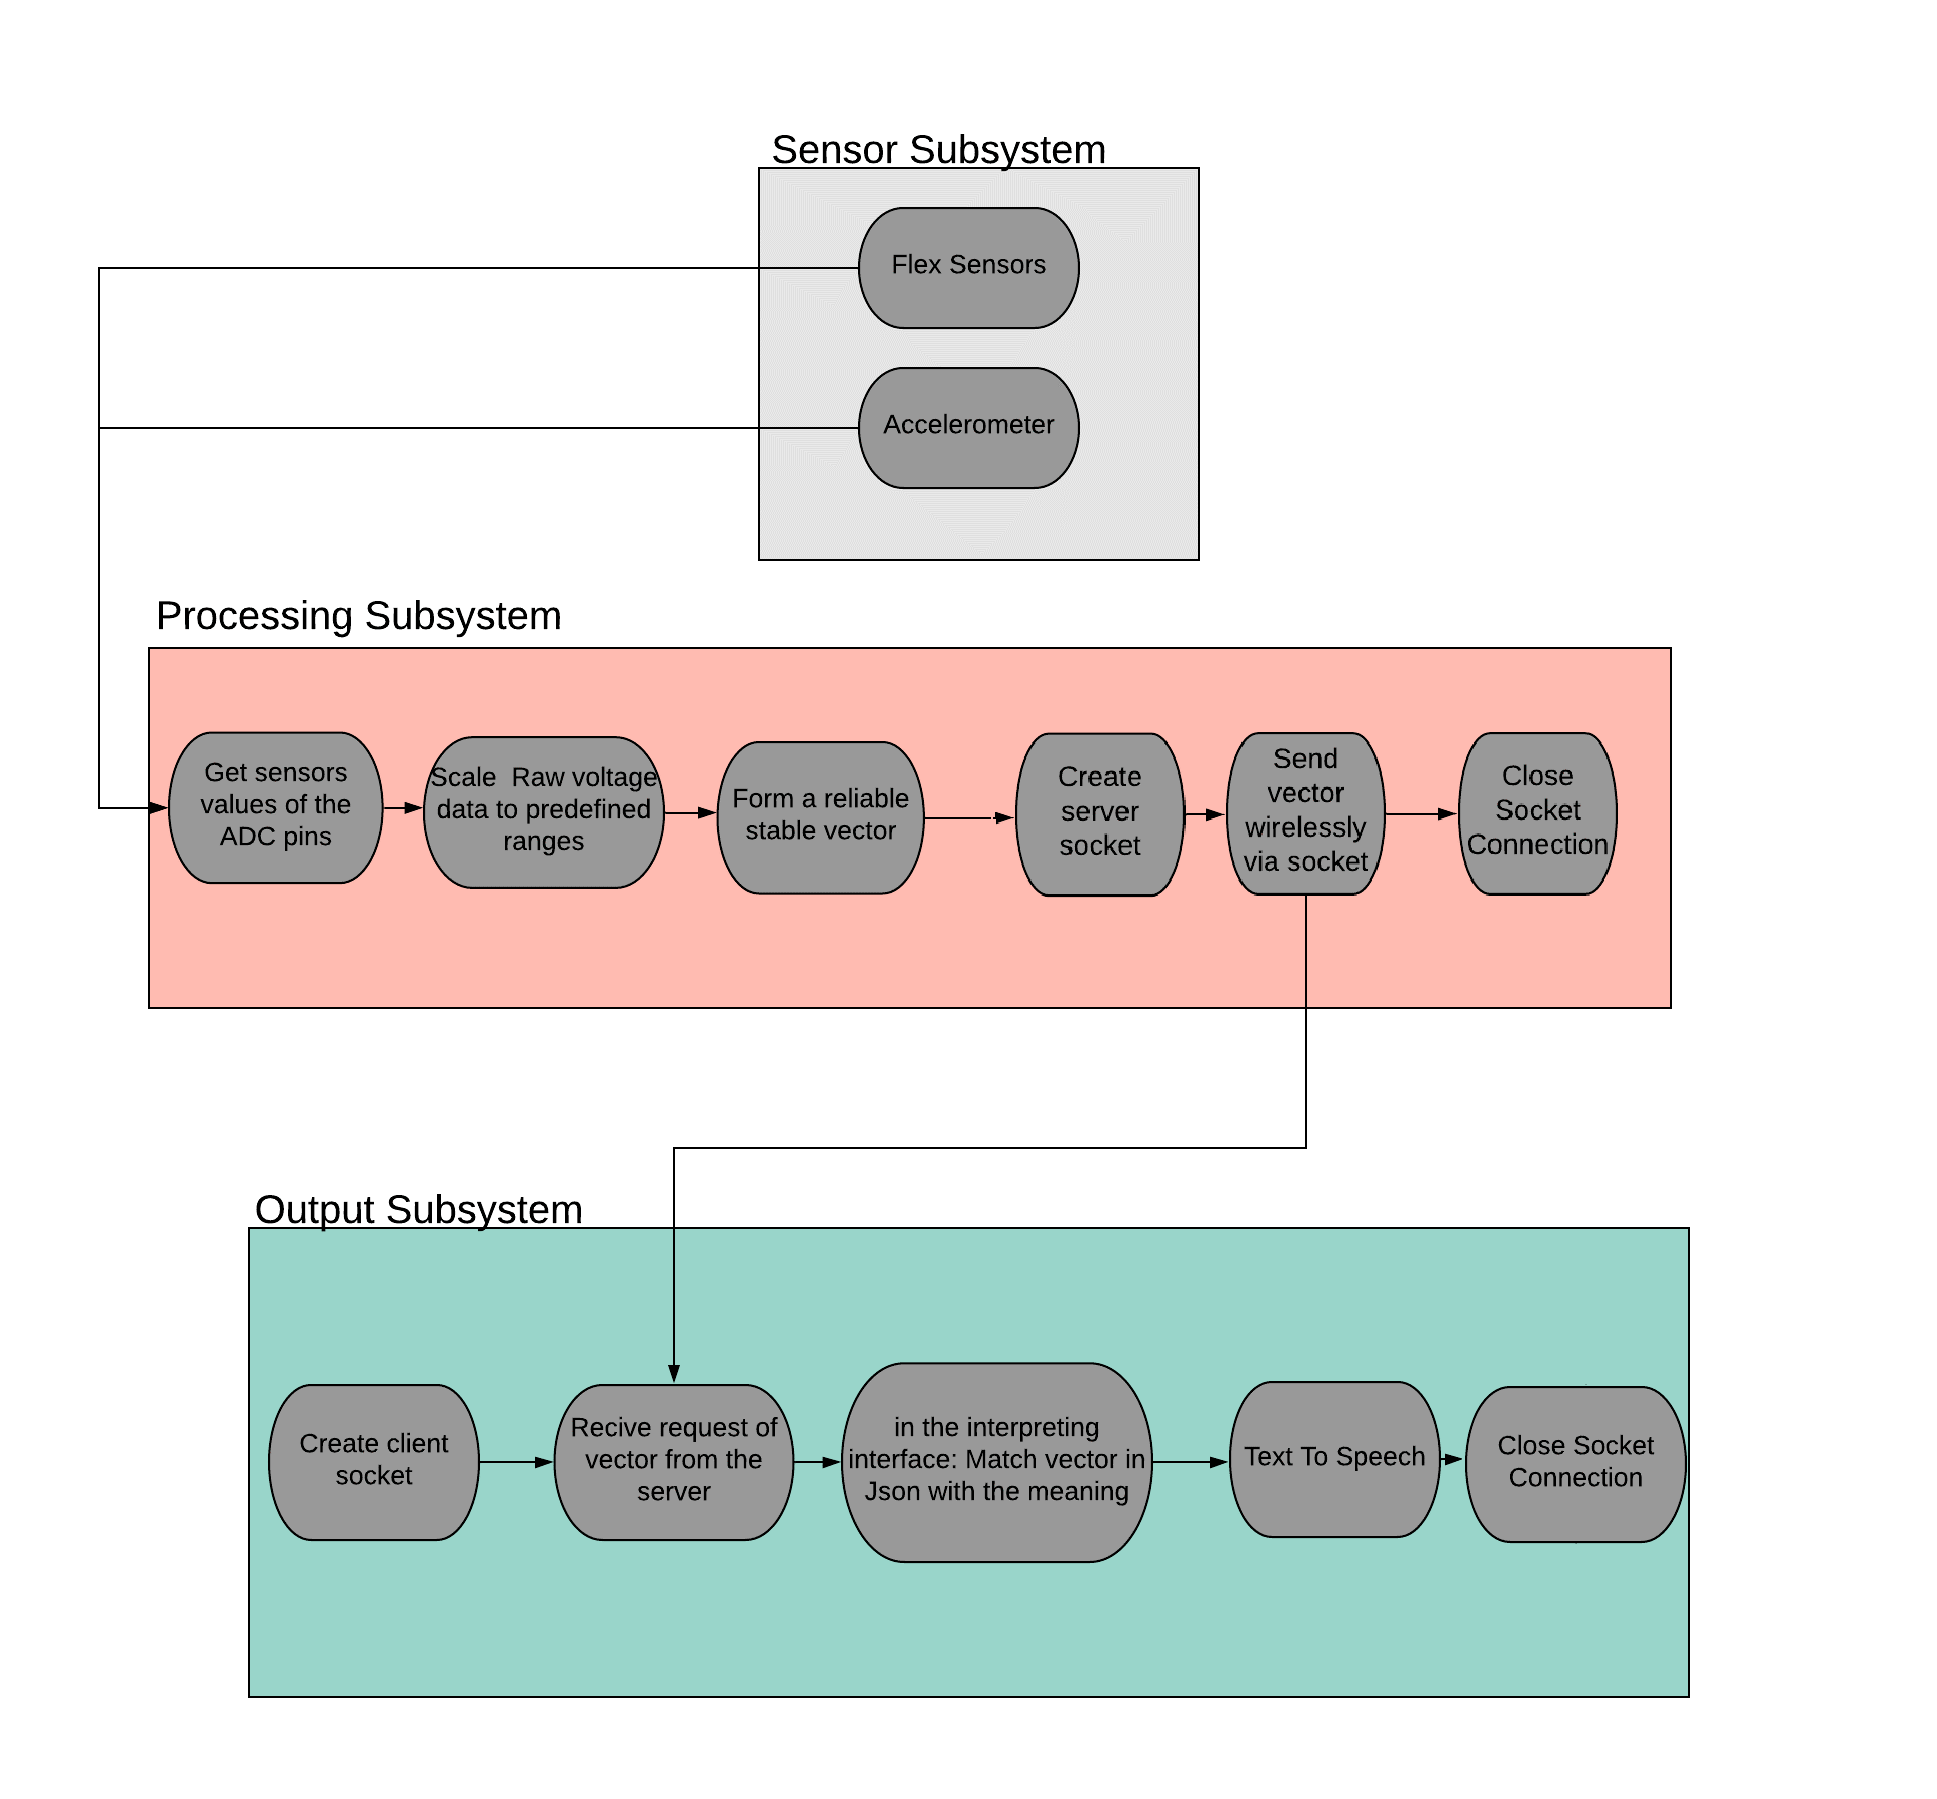 Sensor Subsystem
Flex Sensors
Accelerometer
Processing Subsystem
Get sensors
values of the
ADC pins
Scale  Raw voltage
data to predefined
ranges
Form a reliable
stable vector
Create
server
socket
Send
vector
wirelessly
via socket
Close
Socket
Connection
Output Subsystem
Create client
socket
Recive request of
vector from the
server
in the interpreting
interface: Match vector in
Json with the meaning
Text To Speech
Close Socket
Connection